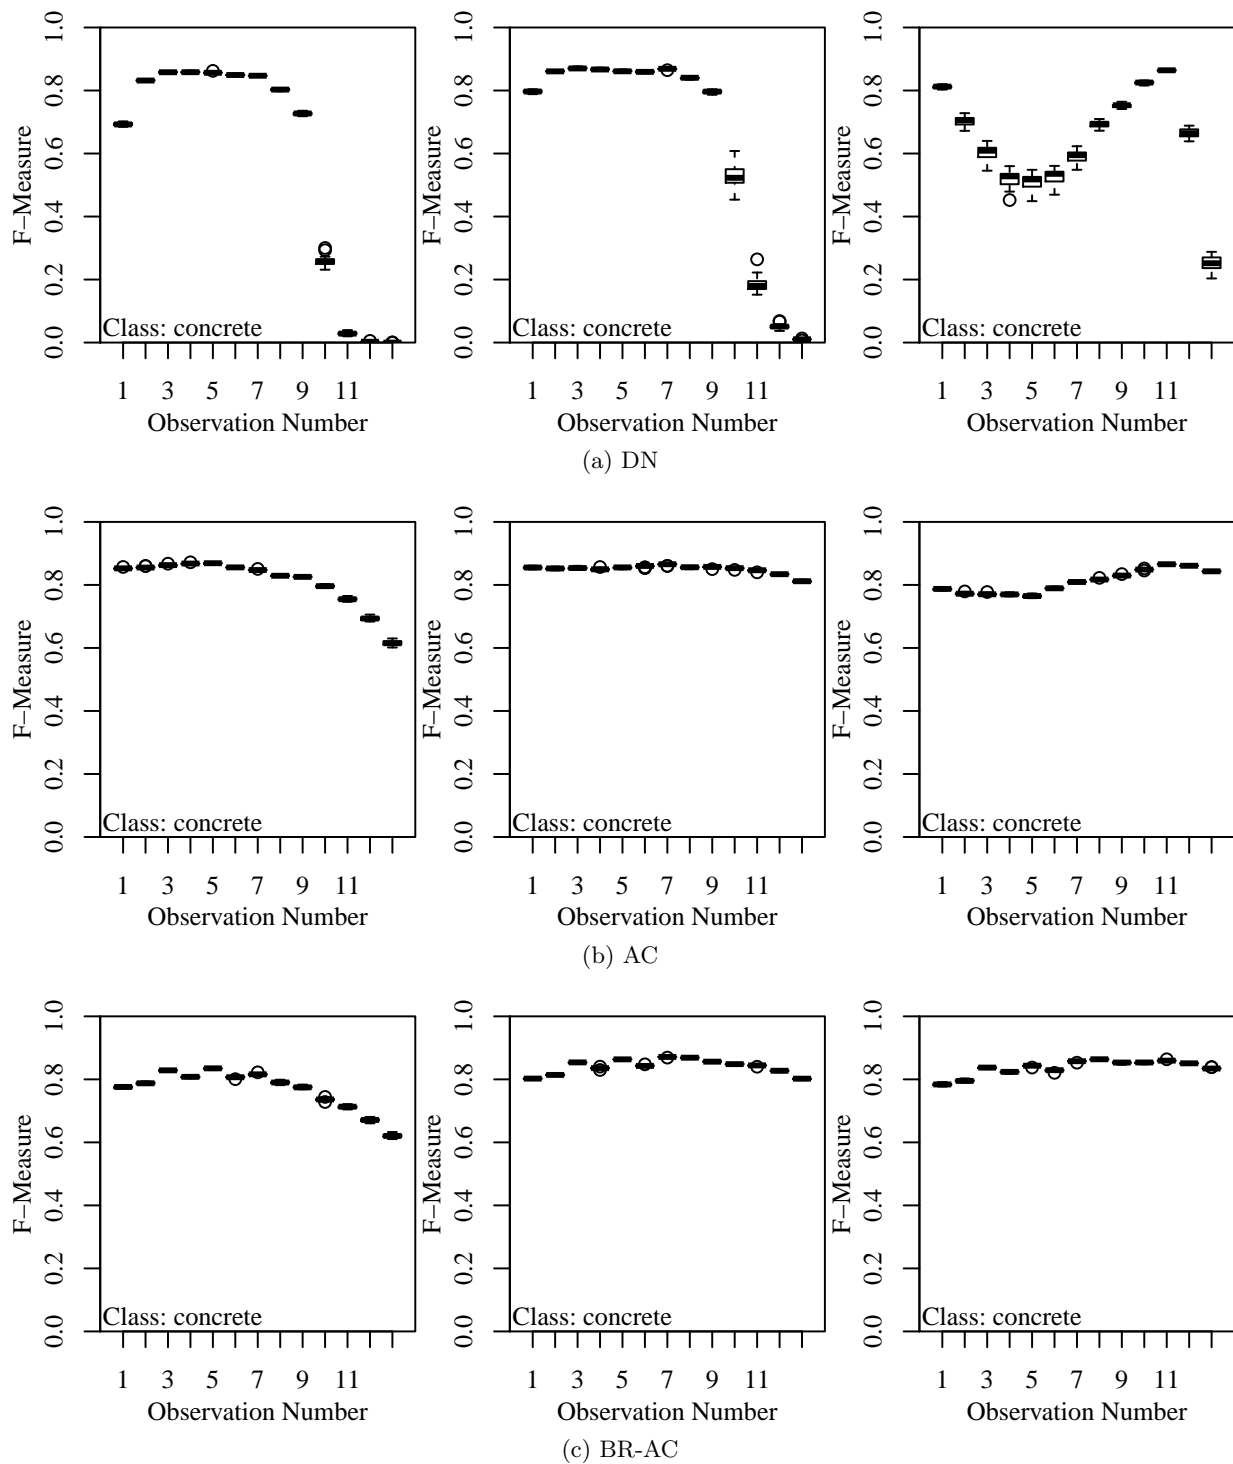 F−Measure
0.0 0.2 0.4 0.6 0.8 1.0
Class: concrete
1 3 5 7 9 11
Observation Number
F−Measure
0.0 0.2 0.4 0.6 0.8 1.0
Class: concrete
1 3 5 7 9 11
Observation Number
F−Measure
0.0 0.2 0.4 0.6 0.8 1.0
Class: concrete
1 3 5 7 9 11
Observation Number
(a) DN
F−Measure
0.0 0.2 0.4 0.6 0.8 1.0
Class: concrete
1 3 5 7 9 11
Observation Number
F−Measure
0.0 0.2 0.4 0.6 0.8 1.0
Class: concrete
1 3 5 7 9 11
Observation Number
F−Measure
0.0 0.2 0.4 0.6 0.8 1.0
Class: concrete
1 3 5 7 9 11
Observation Number
(b) AC
F−Measure
0.0 0.2 0.4 0.6 0.8 1.0
Class: concrete
1 3 5 7 9 11
Observation Number
F−Measure
0.0 0.2 0.4 0.6 0.8 1.0
Class: concrete
1 3 5 7 9 11
Observation Number
F−Measure
0.0 0.2 0.4 0.6 0.8 1.0
Class: concrete
1 3 5 7 9 11
Observation Number
(c) BR-AC